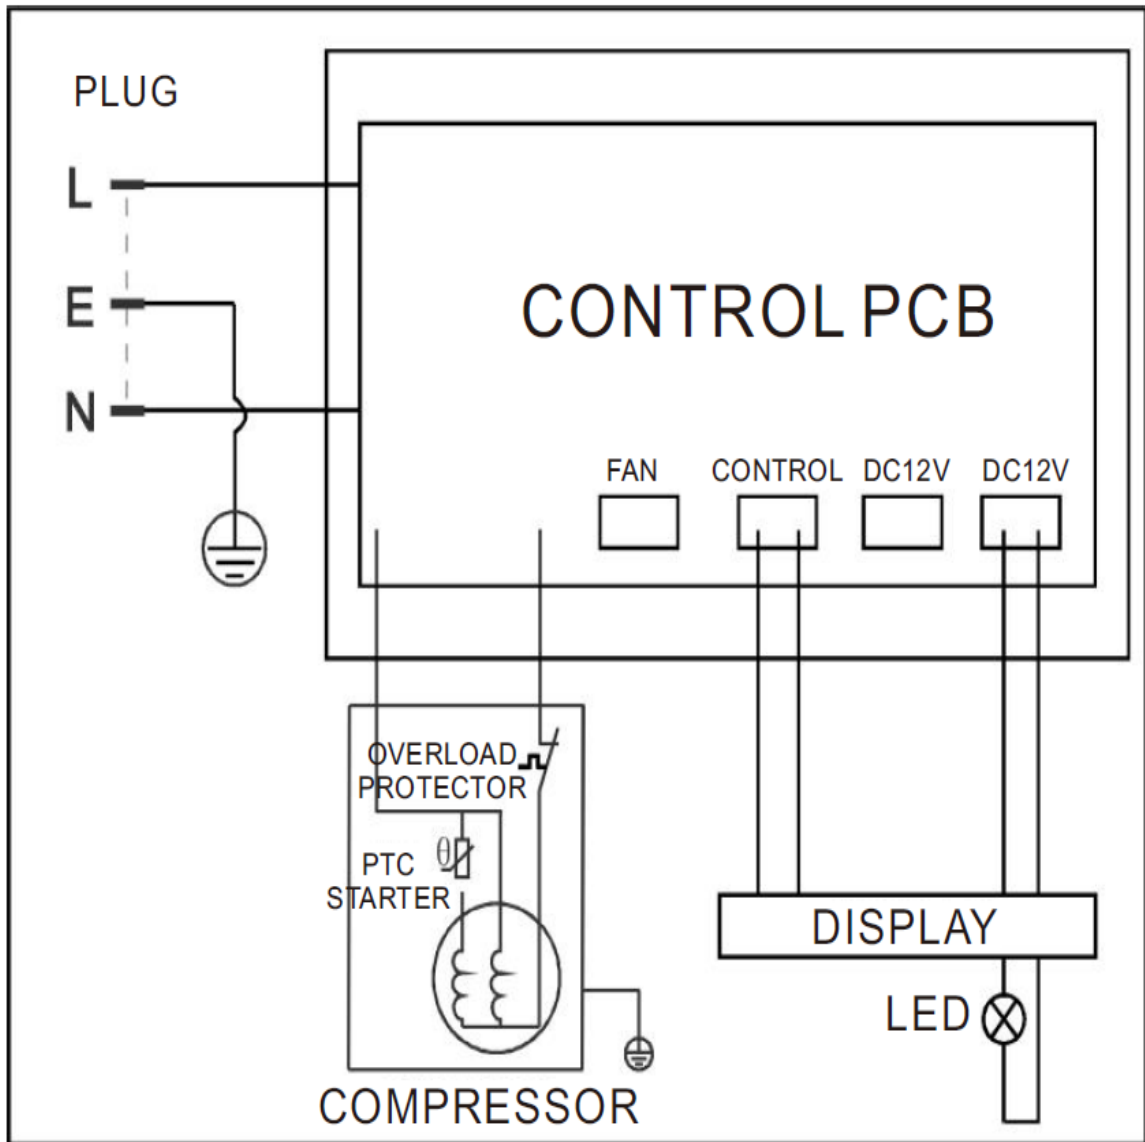 PLUG
L
E
N
CONTROL PCB
FAN
CONTROL
DC12V
DC12V
OVERLOAD
PROTECTOR
θ
PTC
STARTER
DISPLAY
LED
COMPRESSOR